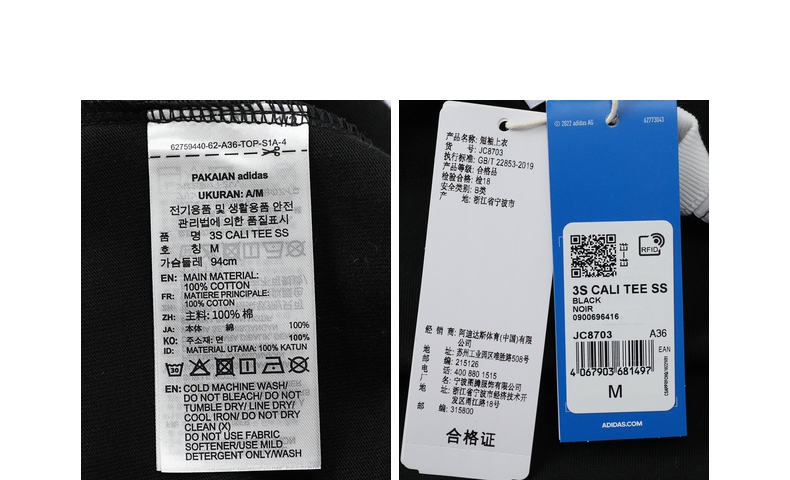 62759440-62-A36-TOP-S1A-4
PAKAIAN adidas
UKURAN: A/M
전기용품 및 생활용품 안전
관리법에 의한 품질표시
품 명 3S CALI TEE SS
호 칭 M
가슴둘레 94cm
EN: MAIN MATERIAL:
100% COTTON
FR: MATIERE PRINCIPALE:
100% COTON
ZH: 主料: 100% 棉
JA: 本体 綿 100%
KO: 주소재: 면 100%
ID: MATERIAL UTAMA: 100% KATUN
30
EN: COLD MACHINE WASH/
DO NOT BLEACH/ DO NOT
TUMBLE DRY/ LINE DRY/
COOL IRON/ DO NOT DRY
CLEAN (X)
DO NOT USE FABRIC
SOFTENER/USE MILD
DETERGENT ONLY/WASH
产品名称: 短袖上衣
货 号: JC8703
执行标准: GB/T 22853-2019
产品等级: 合格品
检验合格: 检18
安全类别: B类
产 地: 浙江省宁波市
经 销 商: 阿迪达斯体育(中国)有限
公司
地 址: 苏州工业园区难胜路508号
邮 编: 215126
电 话: 400 880 1515
厂 名: 宁波图腾服饰有限公司
地 址: 浙江省宁波市经济技术开
发区甬江路18号
邮 编: 315800
合格证
© 2022 adidas AG
62773043
RFID
3S CALI TEE SS
BLACK
NOIR
0900696416
JC8703 A36
EAN
4 067903 681497
M
ADIDAS.COM